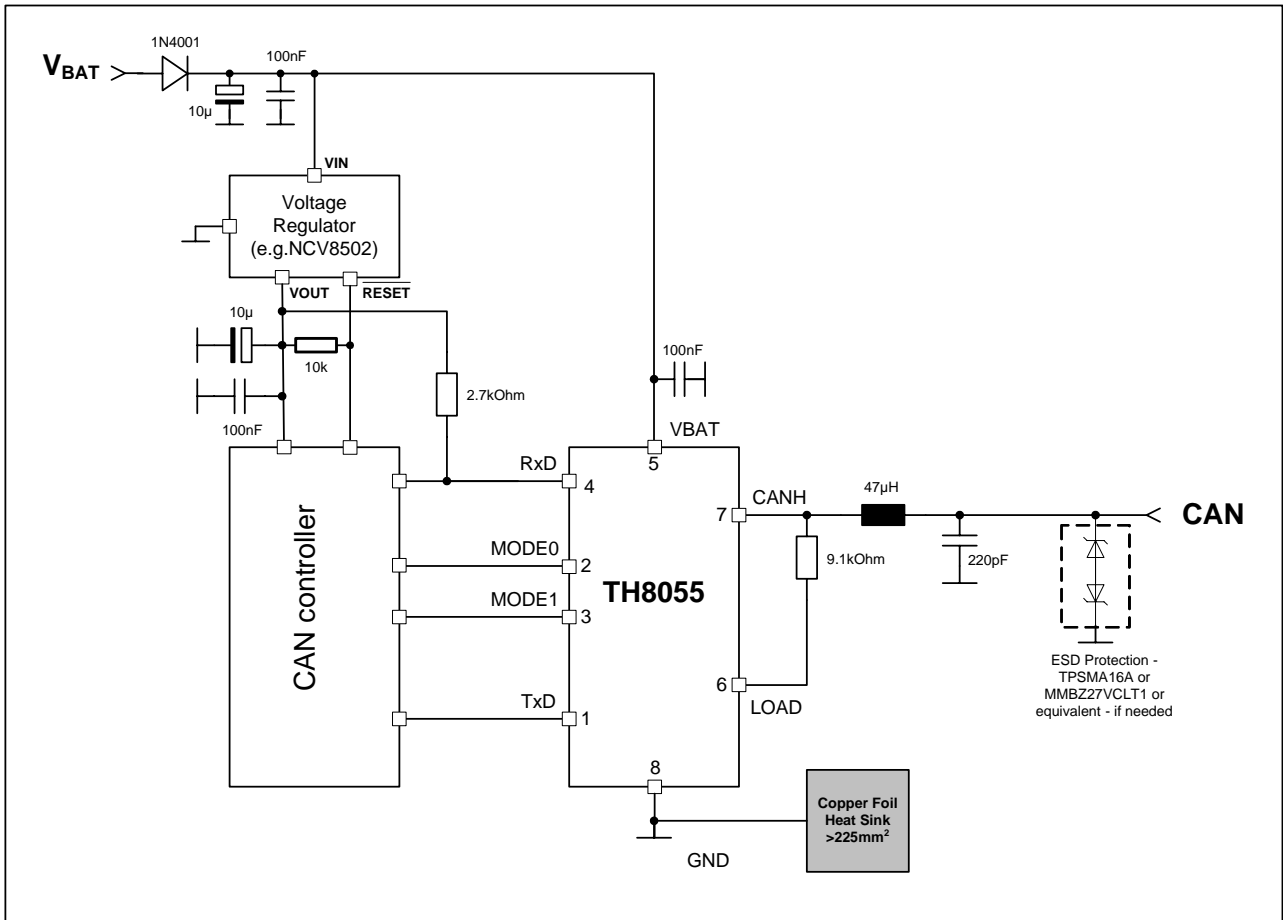 1N4001
100nF
VBAT
10µ
VIN
Voltage
Regulator
(e.g.NCV8502)
VOUT
RESET
10µ
10k
100nF
2.7kOhm
100nF
VBAT
5
RxD
4
CANH
7
47µH
CAN
MODE0
2
9.1kOhm
220pF
CAN controller
TH8055
MODE1
3
6
LOAD
ESD Protection -
TPSMA16A or
MMBZ27VCLT1 or
equivalent - if needed
TxD
1
8
GND
Copper Foil
Heat Sink
>225mm²